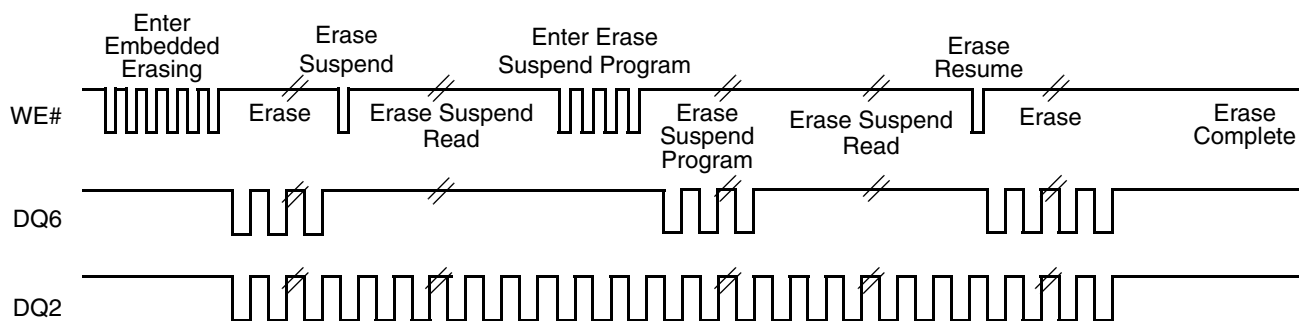 Enter
Embedded
Erasing
Erase
Suspend
Enter Erase
Suspend Program
Erase
Resume
WE#
Erase
Erase Suspend
Read
Erase
Suspend
Program
Erase Suspend
Read
Erase
Erase
Complete
DQ6
DQ2